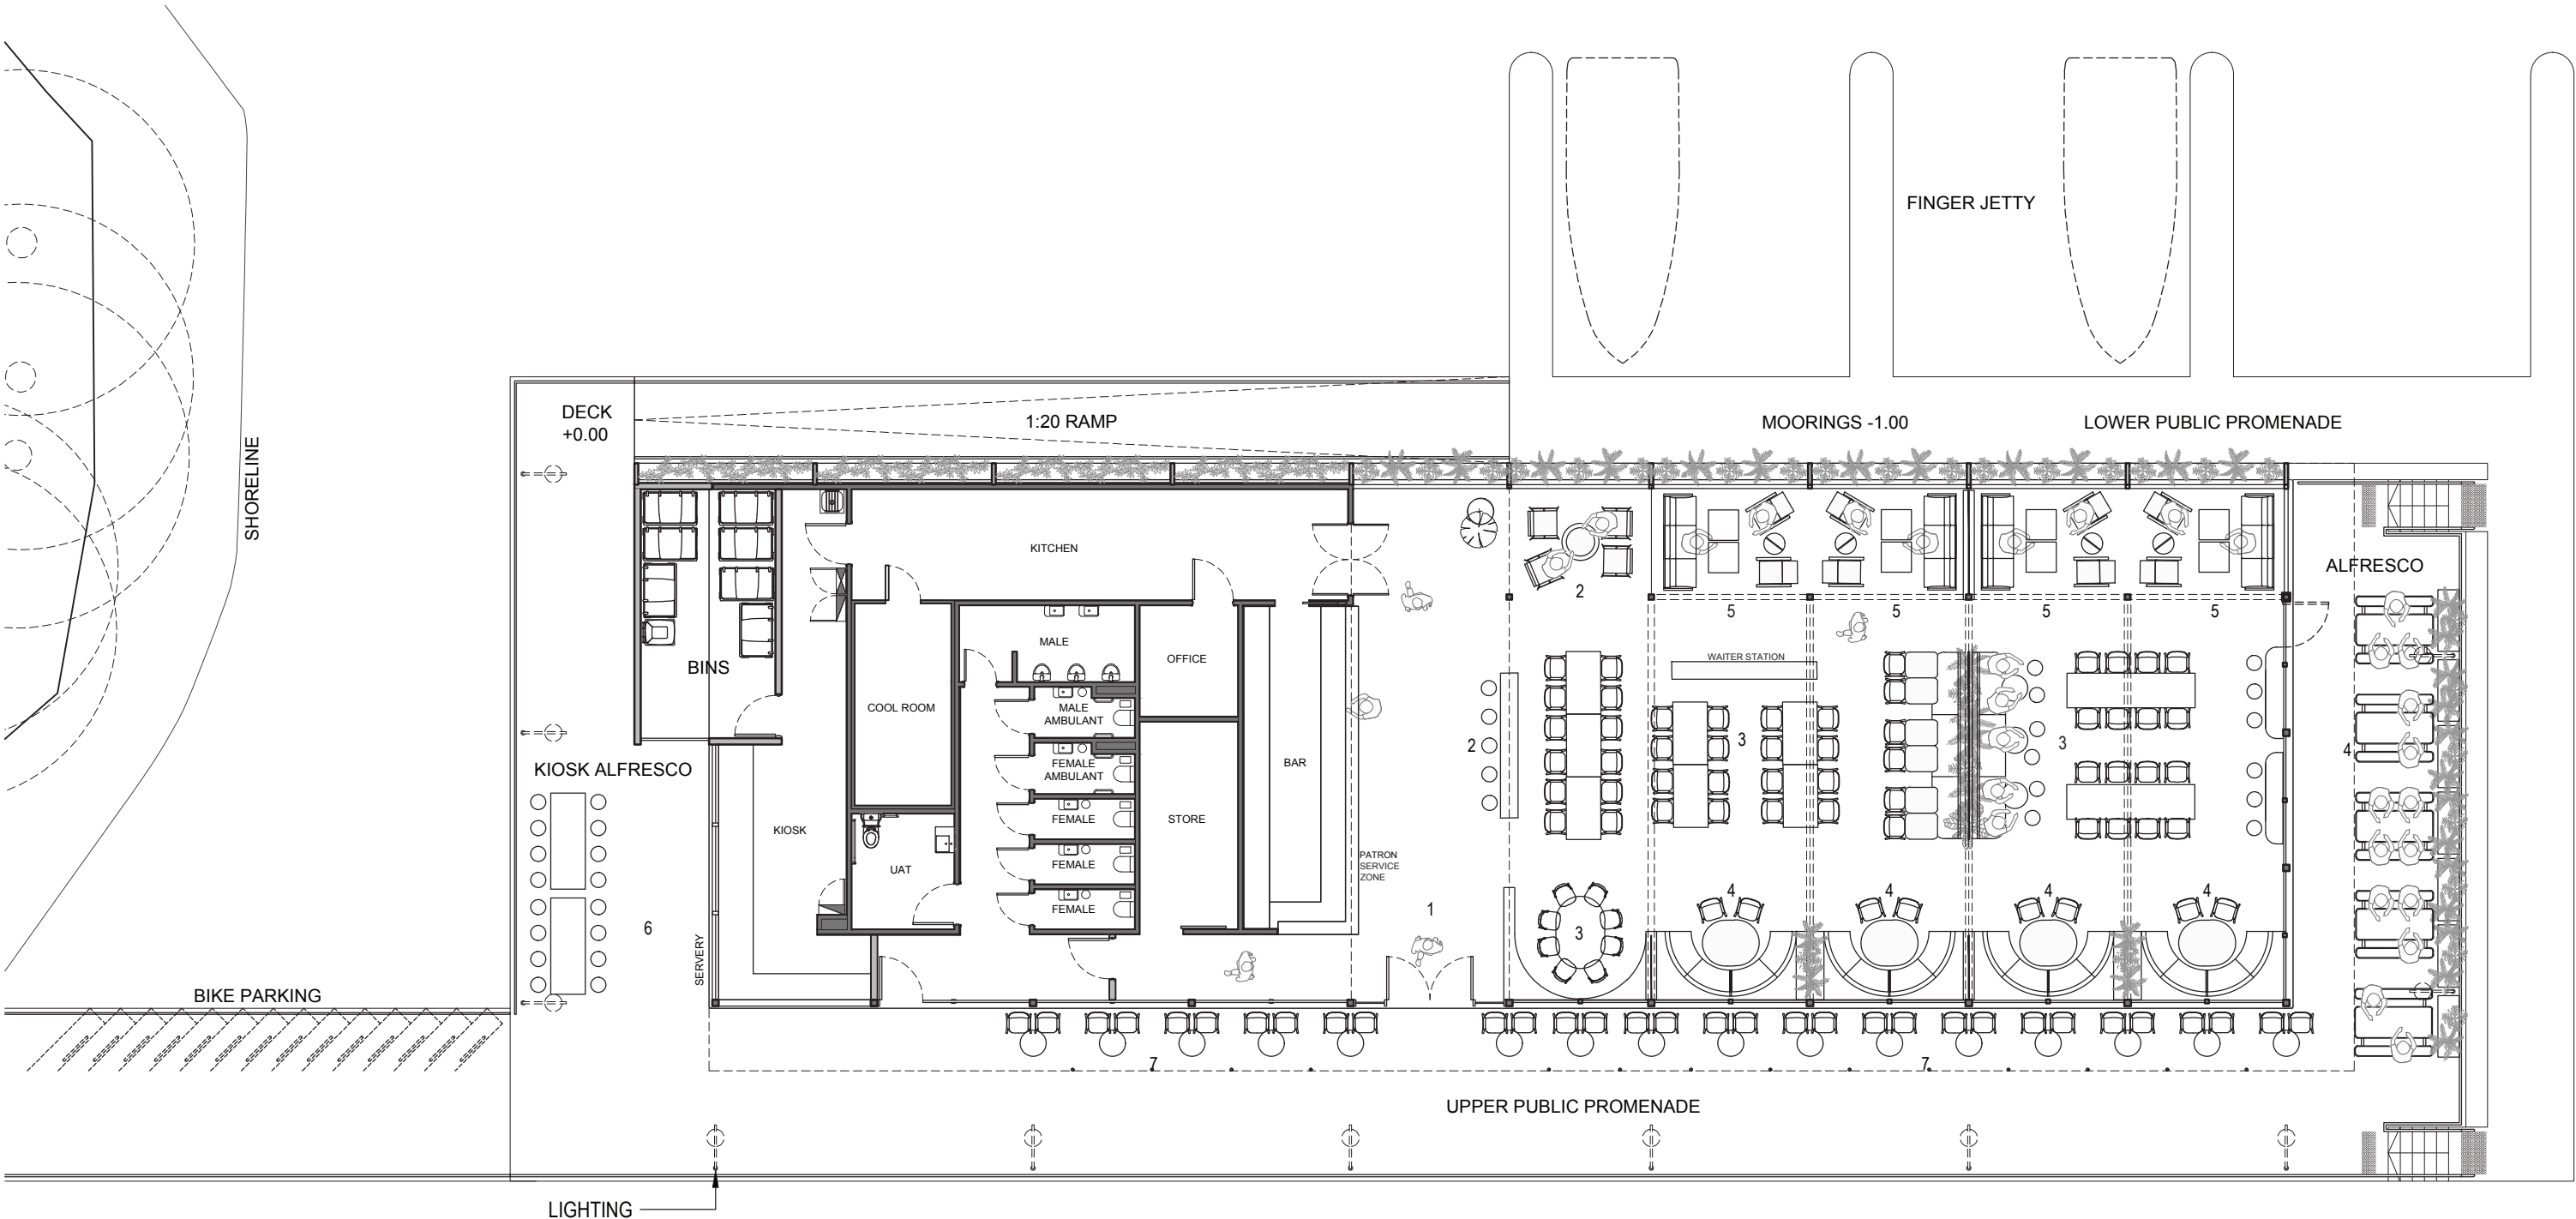 FINGER JETTY
DECK
+0.00
1:20 RAMP
MOORINGS -1.00
LOWER PUBLIC PROMENADE
SHORELINE
KITCHEN
ALFRESCO
2
5
5
5
5
MALE
OFFICE
WAITER STATION
BINS
COOL ROOM
MALE
AMBULANT
2
3
3
4
KIOSK ALFRESCO
FEMALE
AMBULANT
BAR
KIOSK
FEMALE
STORE
UAT
FEMALE
PATRON
SERVICE
ZONE
FEMALE
1
4
4
4
4
6
3
SERVERY
BIKE PARKING
7
7
UPPER PUBLIC PROMENADE
LIGHTING